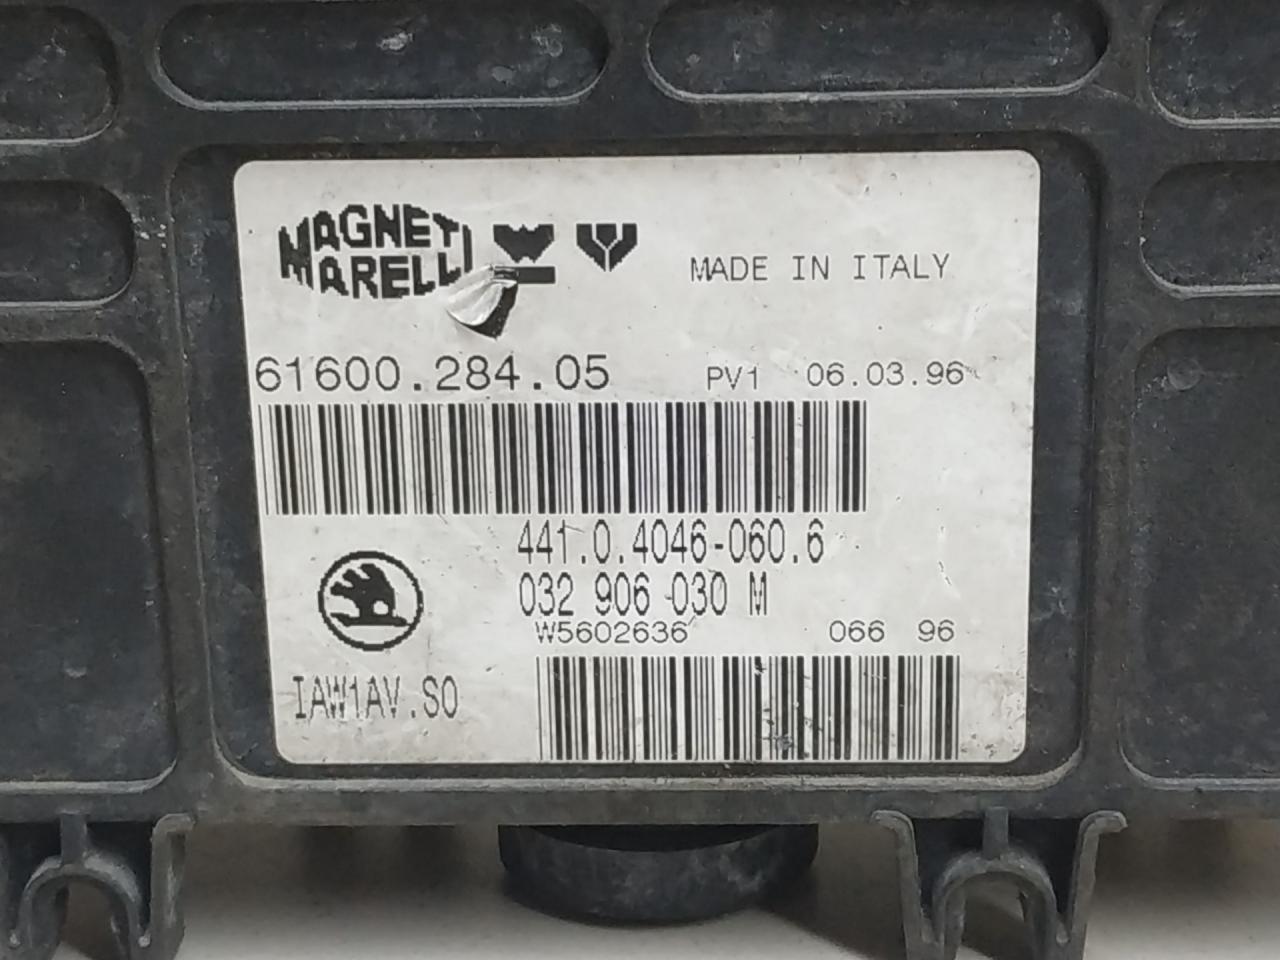 MAGNETI
MARELLI
MADE IN ITALY
61600.284.05 PV1 06.03.96
441.0.4046-060.6
032 906 030 M
W5602636 066 96
IAW1AV.S0